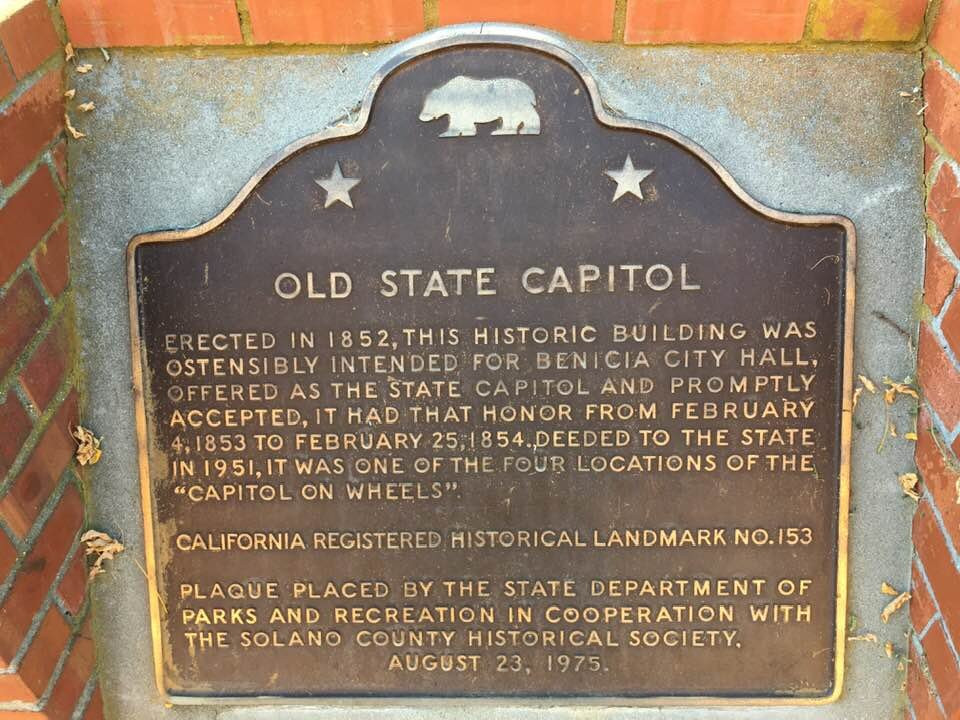 OLD STATE CAPITOL
ERECTED IN 1852, THIS HISTORIC BUILDING WAS
OSTENSIBLY INTENDED FOR BENICIA CITY HALL,
OFFERED AS THE STATE CAPITOL AND PROMPTLY
ACCEPTED, IT HAD THAT HONOR FROM FEBRUARY
4, 1853 TO FEBRUARY 25, 1854. DEEDED TO THE STATE
IN 1951, IT WAS ONE OF THE FOUR LOCATIONS OF THE
"CAPITOL ON WHEELS".
CALIFORNIA REGISTERED HISTORICAL LANDMARK NO. 153
PLAQUE PLACED BY THE STATE DEPARTMENT OF
PARKS AND RECREATION IN COOPERATION WITH
THE SOLANO COUNTY HISTORICAL SOCIETY,
AUGUST 23, 1975.